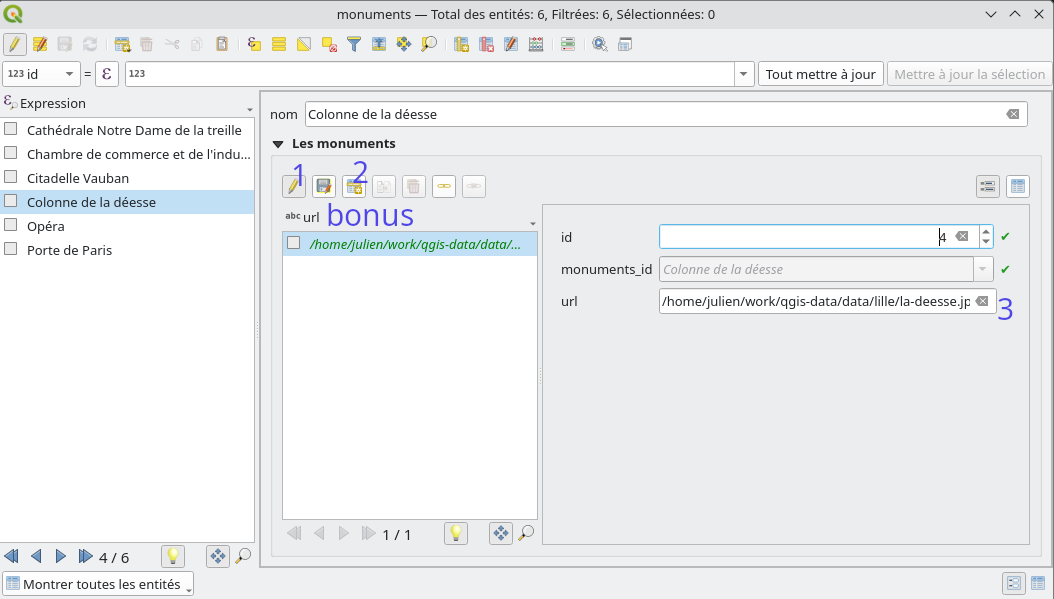 monuments — Total des entités: 6, Filtrées: 6, Sélectionnées: 0
123 id = ε 123 Tout mettre à jour Mettre à jour la sélection
Expression
Cathédrale Notre Dame de la treille
Chambre de commerce et de l'indu...
Citadelle Vauban
Colonne de la déesse
Opéra
Porte de Paris
nom Colonne de la déesse
Les monuments
1 2
abc url bonus
/home/julien/work/qgis-data/data/...
id 4
monuments_id Colonne de la déesse
url /home/julien/work/qgis-data/data/lille/la-deesse.jp
3
1 / 1
4 / 6
Montrer toutes les entités